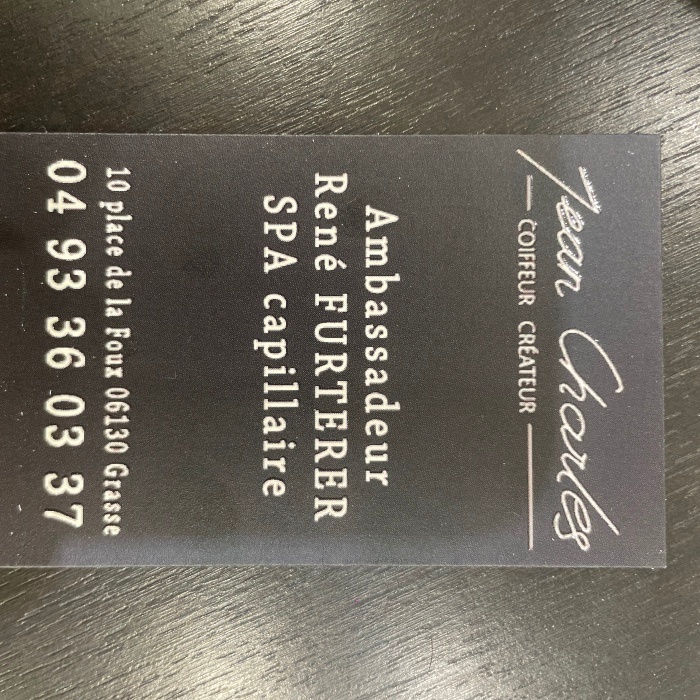 Jean Charles
COIFFEUR CRÉATEUR
Ambassadeur
René FURTERER
SPA capillaire
10 place de la Foux 06130 Grasse
04 93 36 03 37